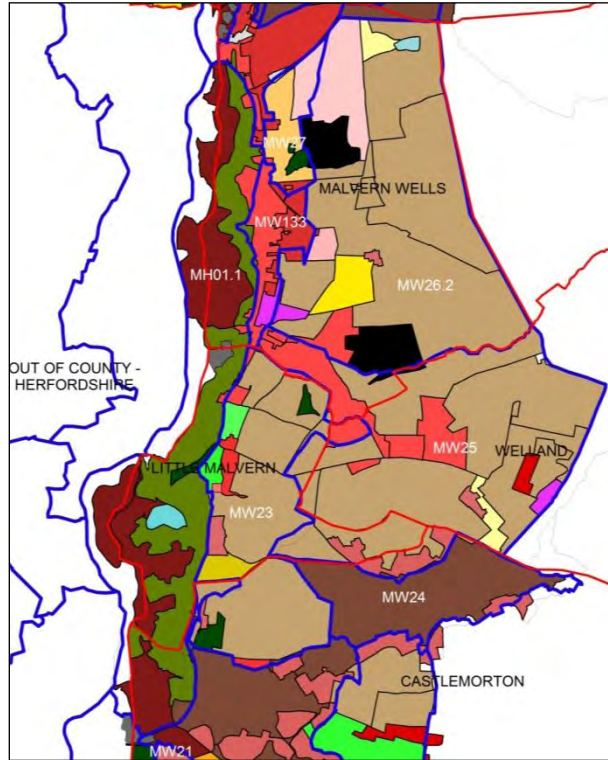 MW27
MALVERN WELLS
MW133
MH01.1
MW26.2
OUT OF COUNTY -
HERFORDSHIRE
MW25
WELLAND
LITTLE MALVERN
MW23
MW24
CASTLEMORTON
MW21